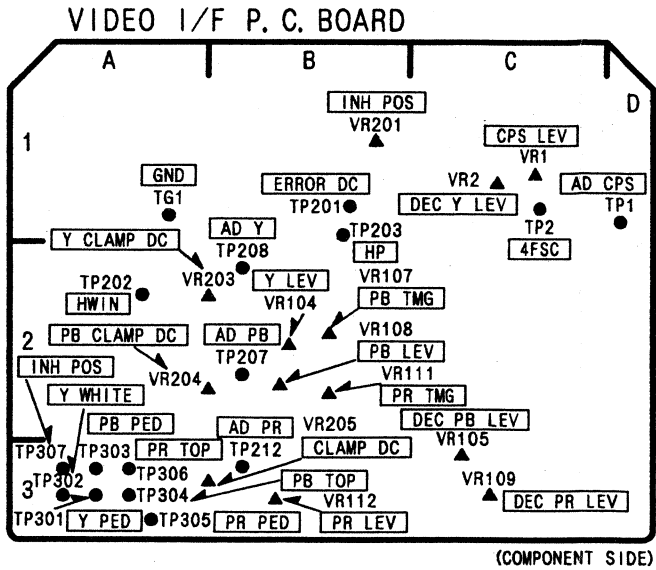 VIDEO I/F P. C. BOARD
A B C D
1
INH POS
VR201
CPS LEV
VR1
GND
TG1
ERROR DC
TP201
VR2
DEC Y LEV
AD CPS
TP1
TP2
4FSC
Y CLAMP DC
AD Y
TP208
TP203
HP
VR203
TP202
HWIN
Y LEV
VR104
VR107
PB TMG
2
PB CLAMP DC
AD PB
TP207
VR108
PB LEV
INH POS
VR204
VR111
PR TMG
Y WHITE
PB PED
AD PR
VR205
DEC PB LEV
VR105
TP307
TP303
PR TOP
TP212
CLAMP DC
3
TP302
TP306
PB TOP
VR109
TP304
VR112
DEC PR LEV
TP301
Y PED
TP305
PR PED
PR LEV
(COMPONENT SIDE)